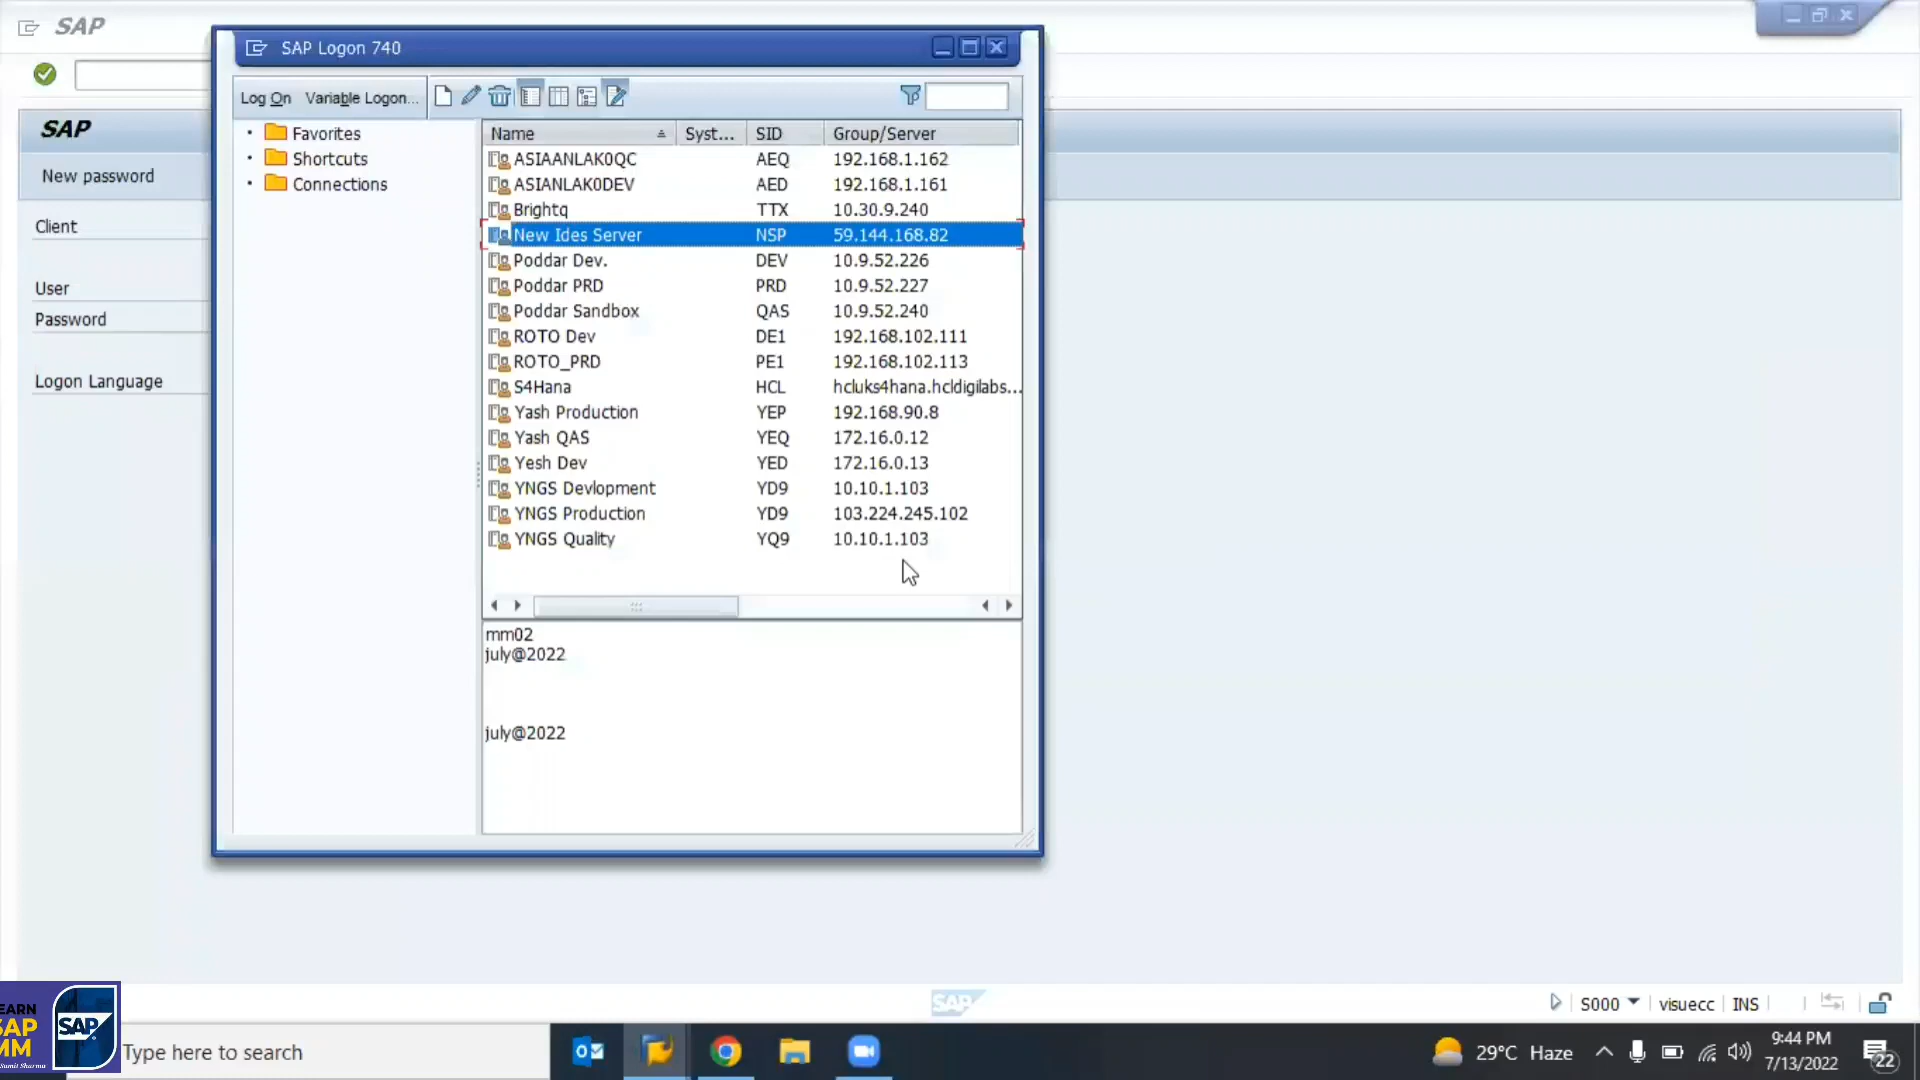 SAP
SAP Logon 740
SAP
Log On Variable Logon...
New password
Client
User
Password
Logon Language
Favorites
Shortcuts
Connections
Name Syst... SID Group/Server
ASIAANLAK0QC AEQ 192.168.1.162
ASIANLAK0DEV AED 192.168.1.161
Brightq TTX 10.30.9.240
New Ides Server NSP 59.144.168.82
Poddar Dev. DEV 10.9.52.226
Poddar PRD PRD 10.9.52.227
Poddar Sandbox QAS 10.9.52.240
ROTO Dev DE1 192.168.102.111
ROTO_PRD PE1 192.168.102.113
S4Hana HCL hcluks4hana.hcldigilabs...
Yash Production YEP 192.168.90.8
Yash QAS YEQ 172.16.0.12
Yesh Dev YED 172.16.0.13
YNGS Devlopment YD9 10.10.1.103
YNGS Production YD9 103.224.245.102
YNGS Quality YQ9 10.10.1.103
mm02
july@2022
july@2022
SAP
S000 visuecc INS
EARN
SAP
MM
Sumit Sharma
SAP
Type here to search
29°C Haze
9:44 PM
7/13/2022
22